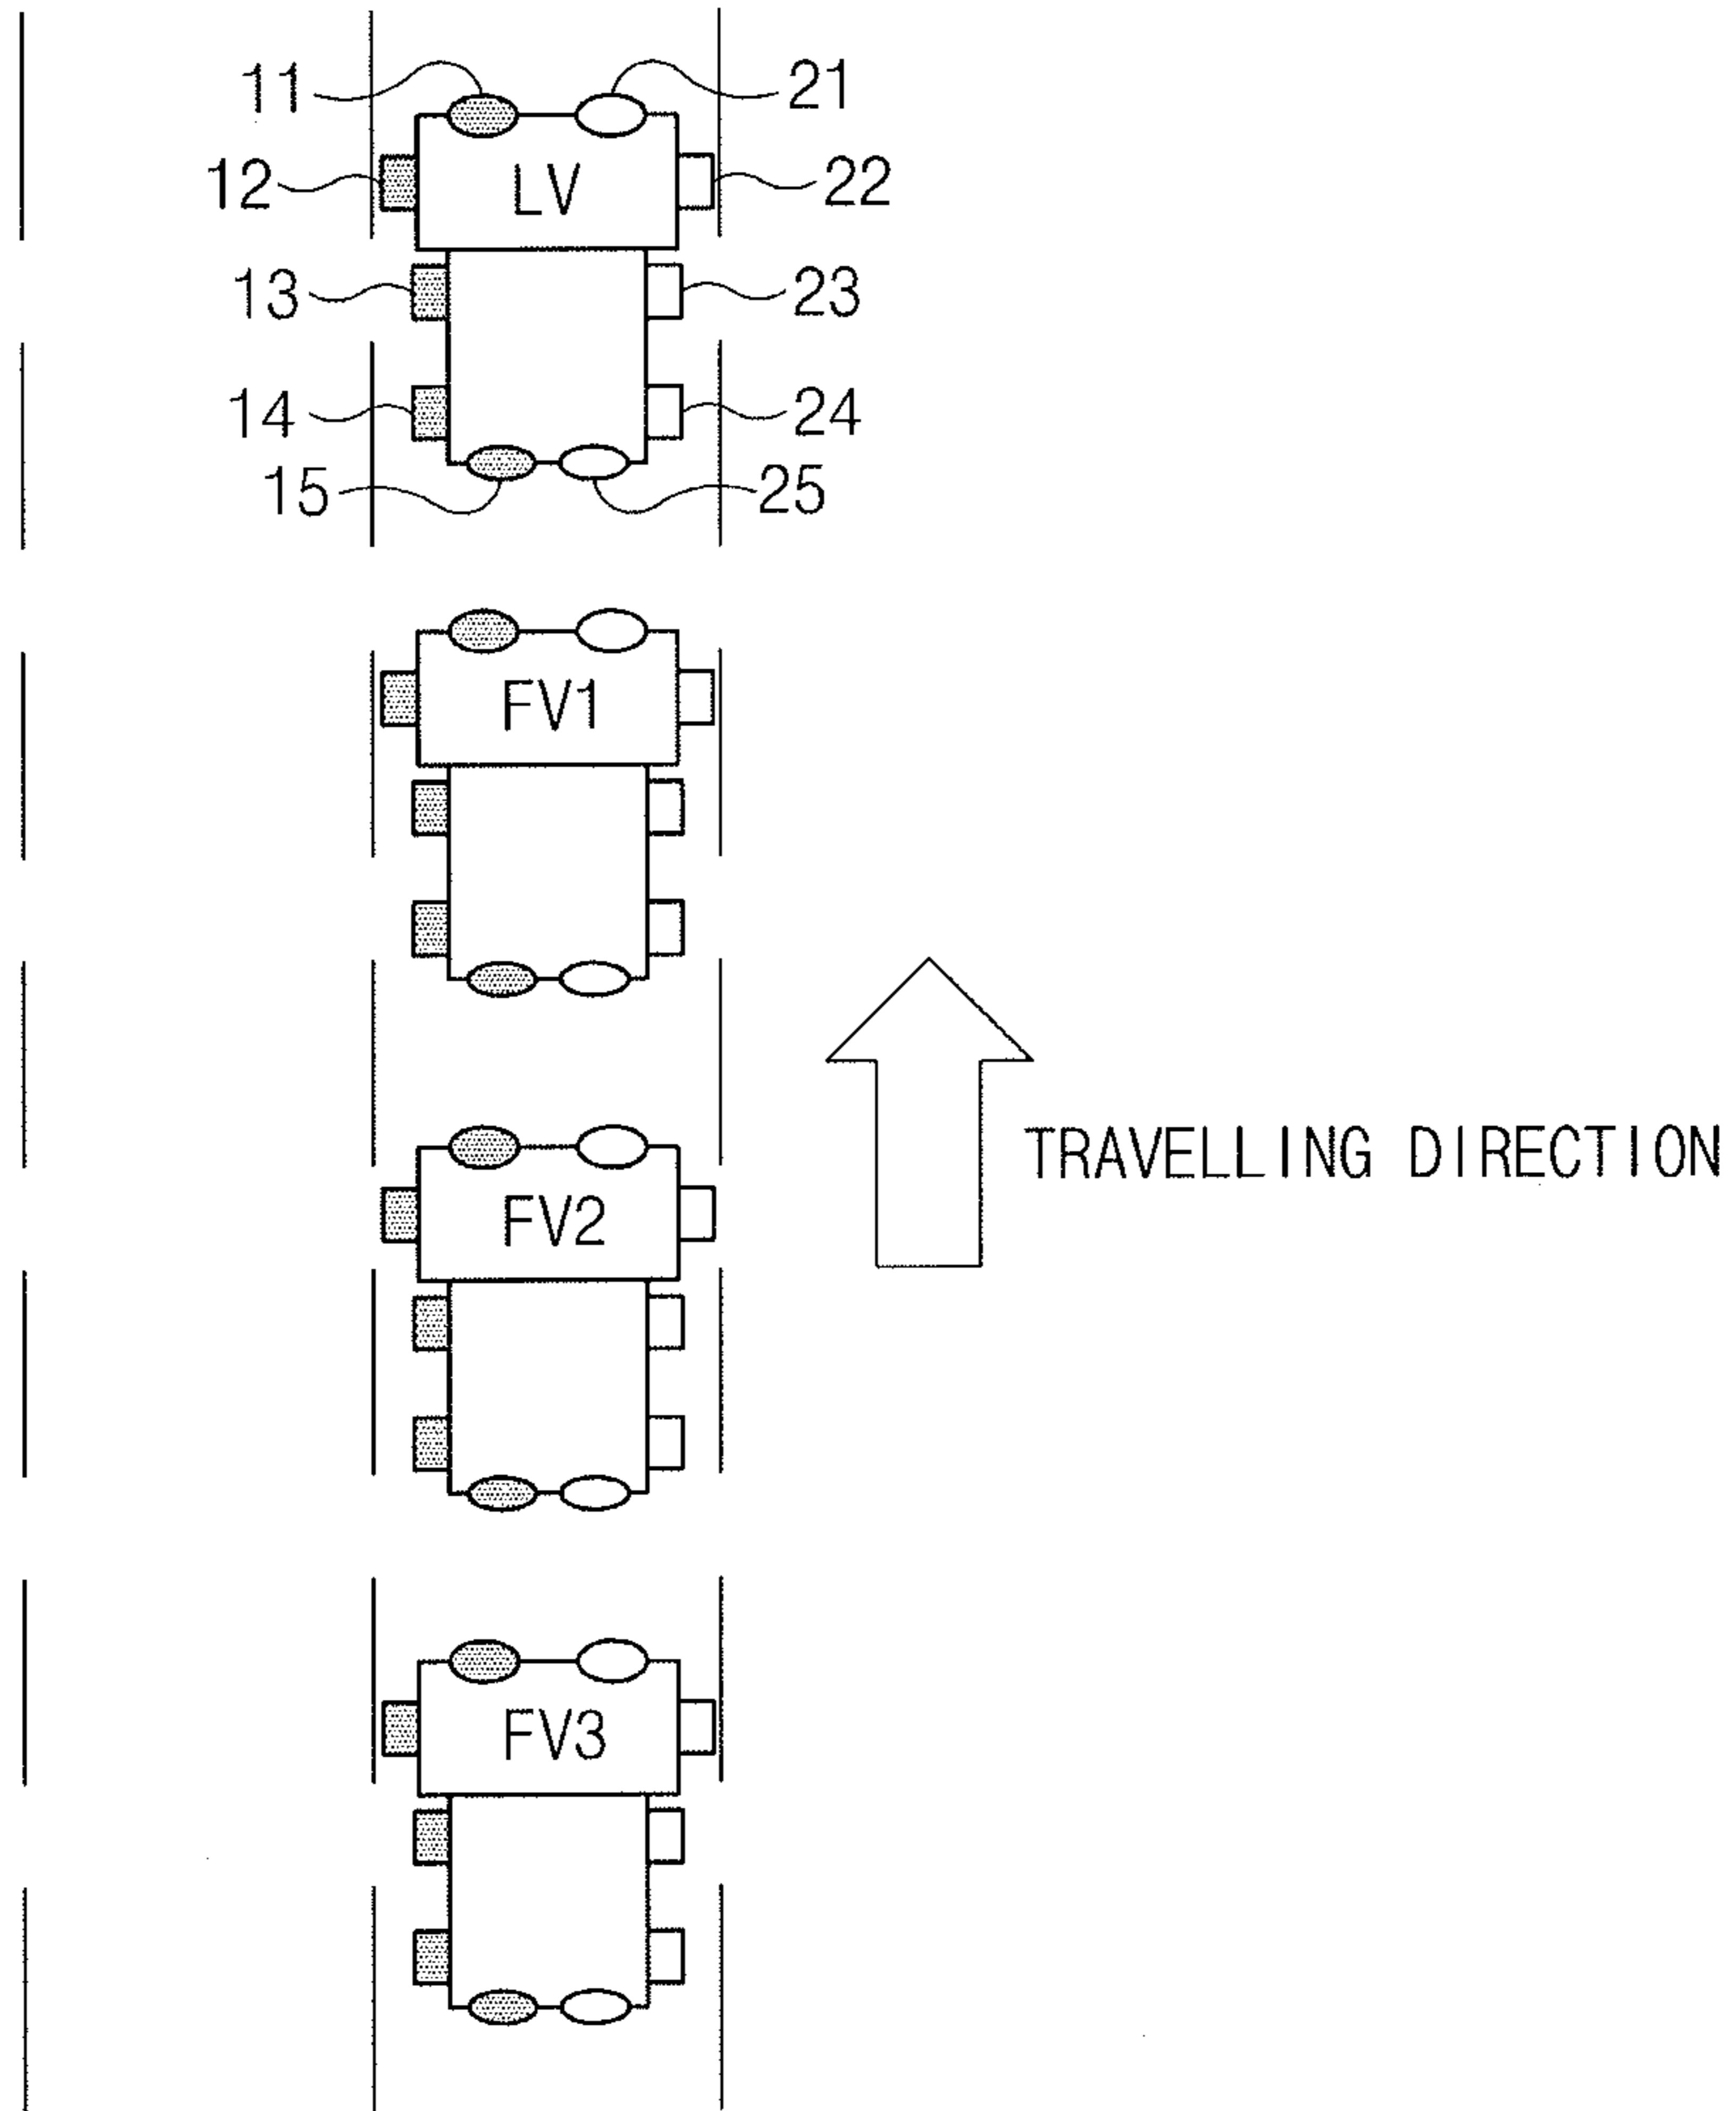 11 21
12 LV 22
13 23
14 24
15 25
FV1
TRAVELLING DIRECTION
FV2
FV3